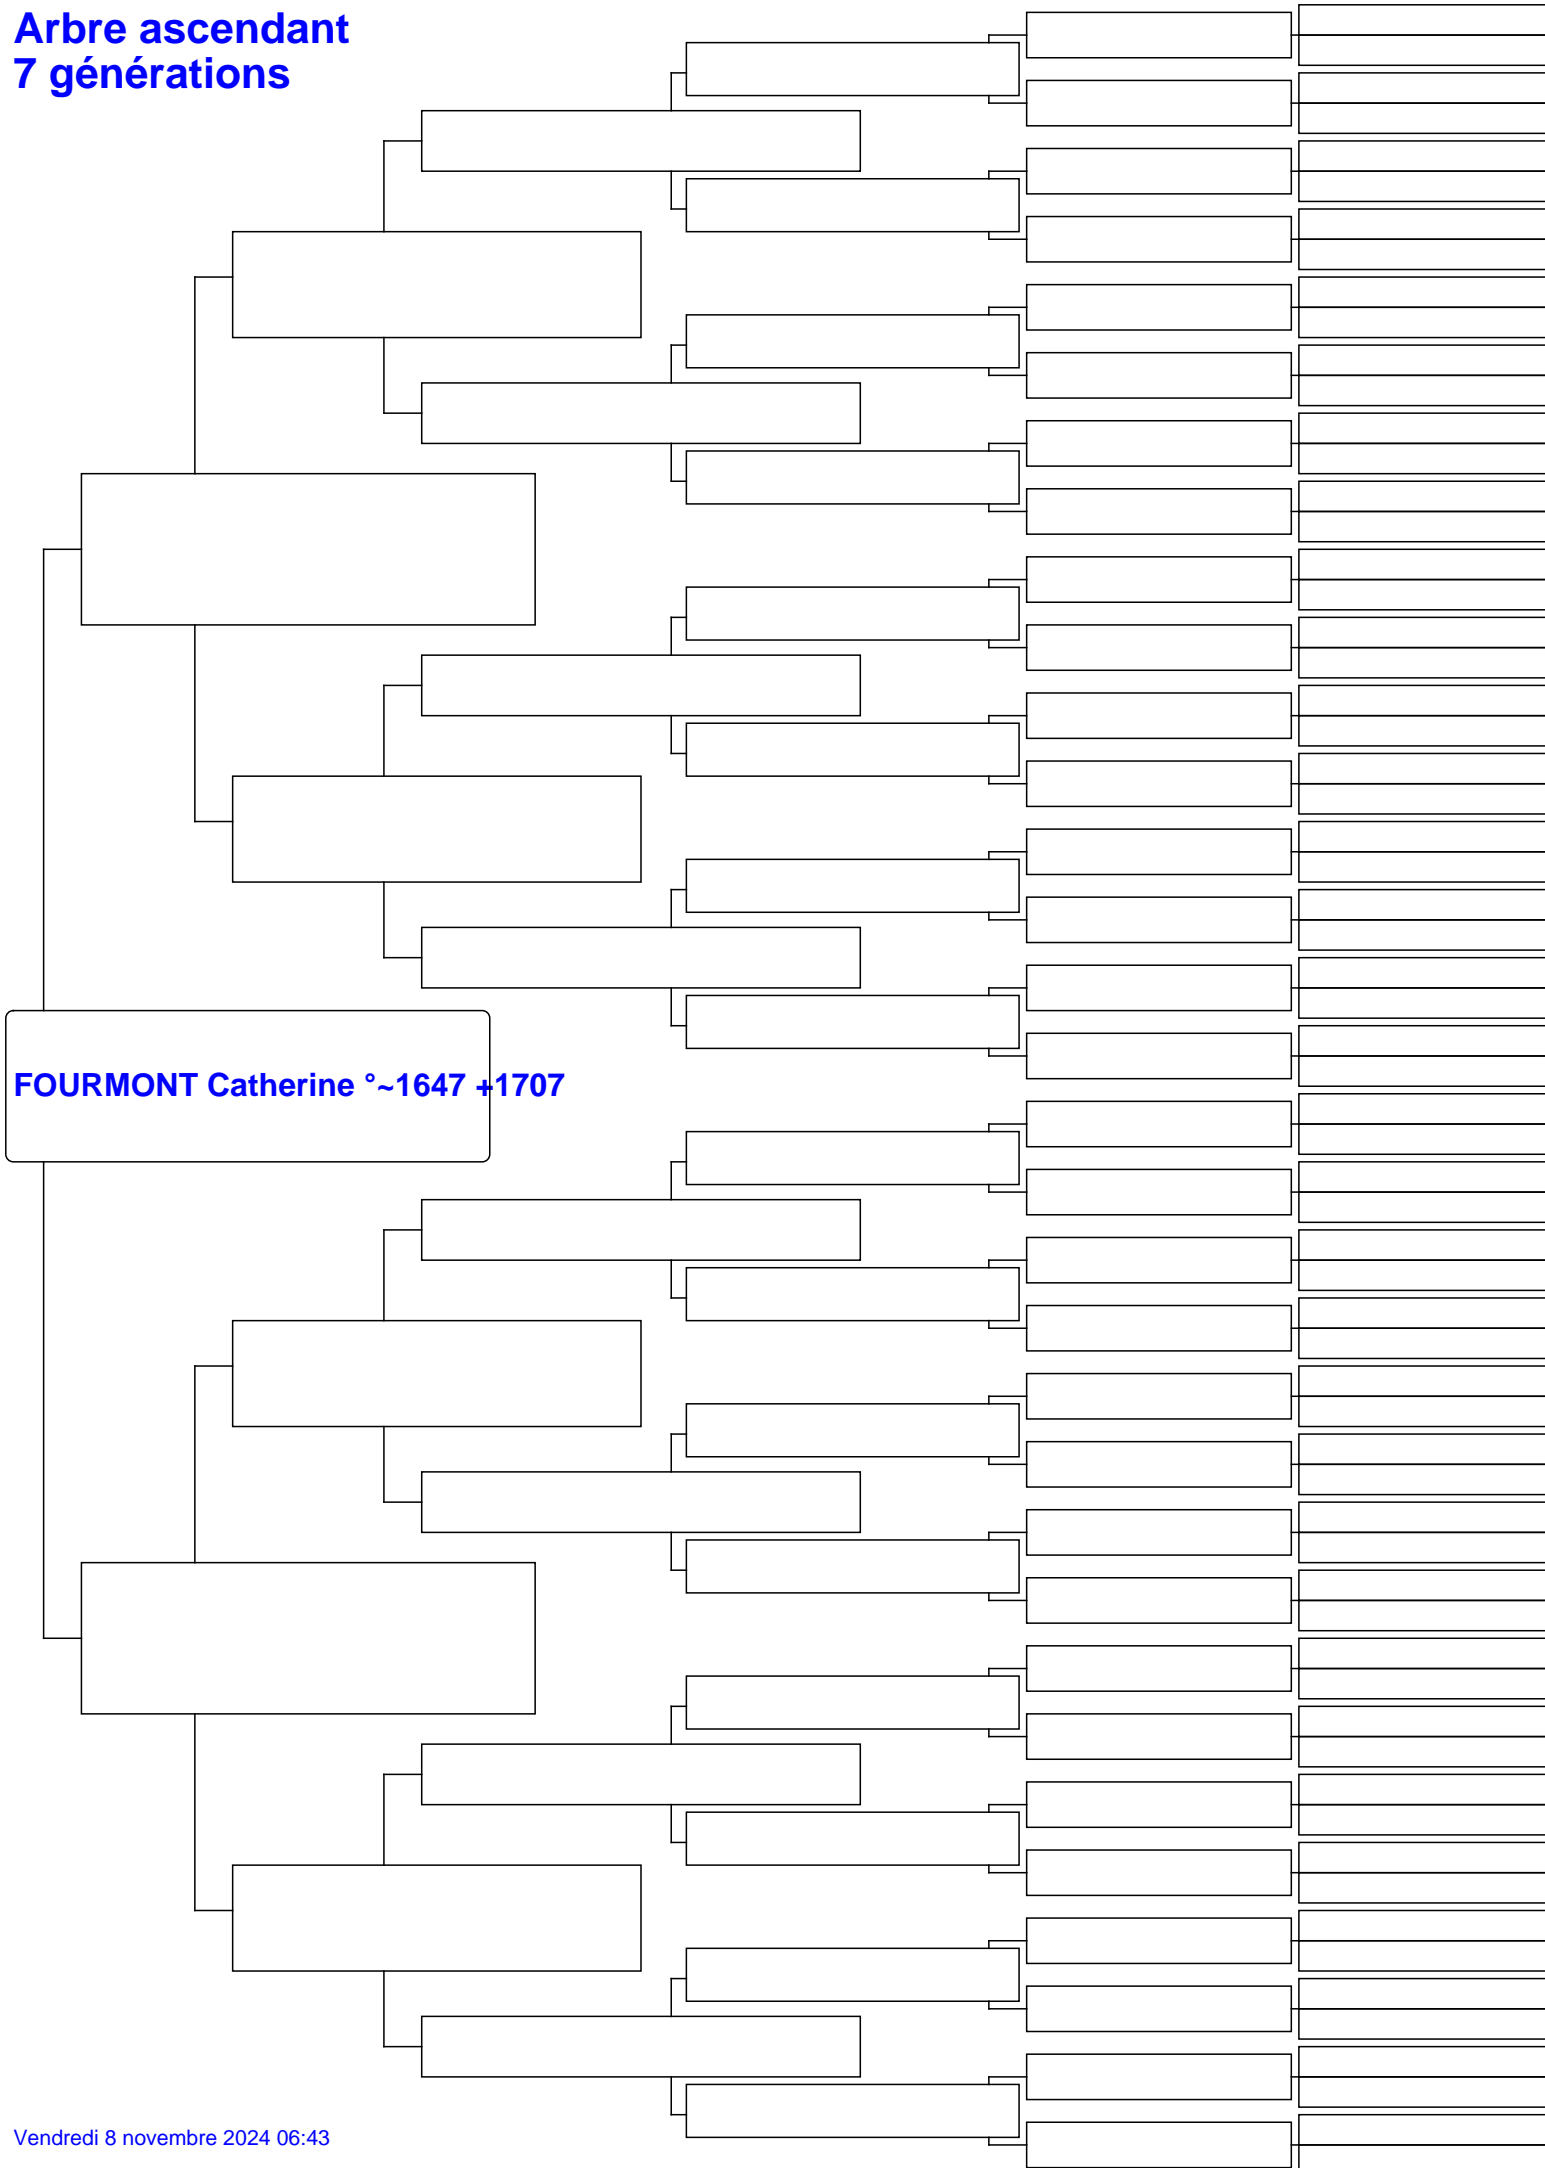 Arbre ascendant
7 générations
FOURMONT Catherine °~1647 +1707
Vendredi 8 novembre 2024 06:43